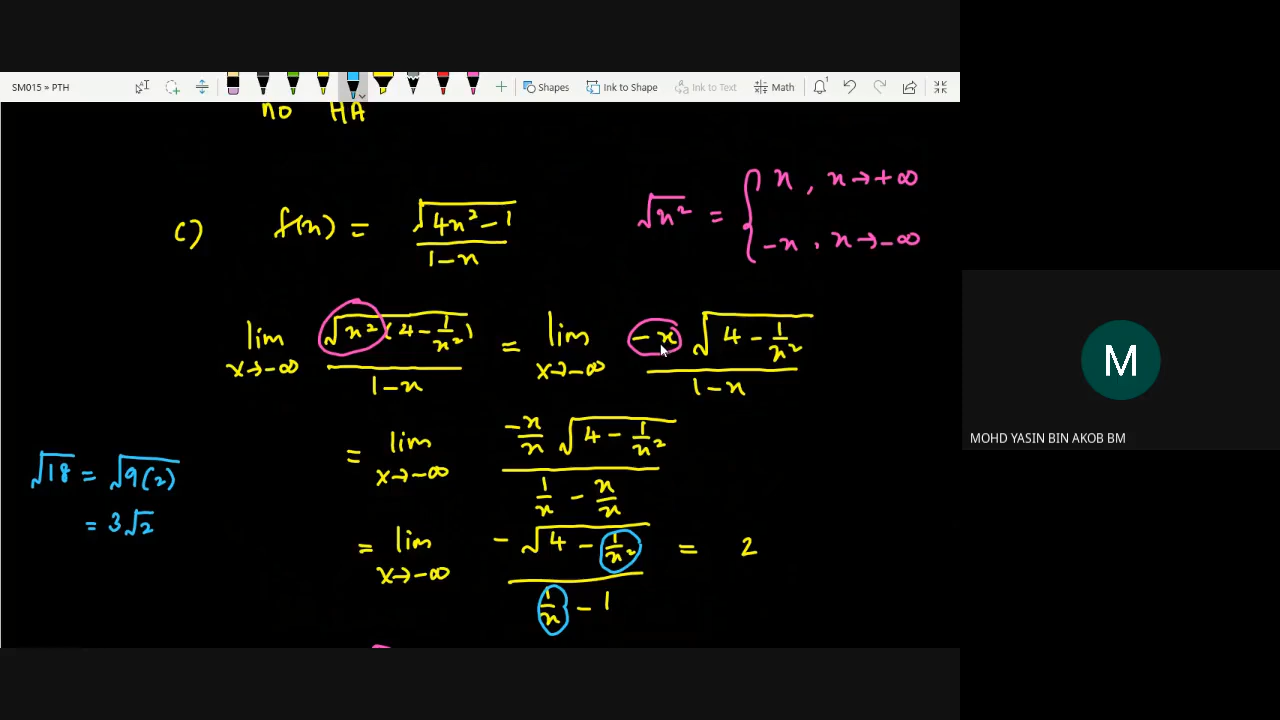 SM015 » PTH
Shapes
Ink to Shape
Ink to Text
Math
1
no HA
c) f(x) = √(4x² - 1) / (1 - x)
√x² = { x , x → +∞
-x , x → -∞
lim x→-∞ √x² (4 - 1/x²) / (1 - x) = lim x→-∞ -x √(4 - 1/x²) / (1 - x)
= lim x→-∞ -x/x √(4 - 1/x²) / (1/x - x/x)
= lim x→-∞ -√(4 - 1/x²) / (1/x - 1) = 2
√18 = √9(2)
= 3√2
M
MOHD YASIN BIN AKOB BM